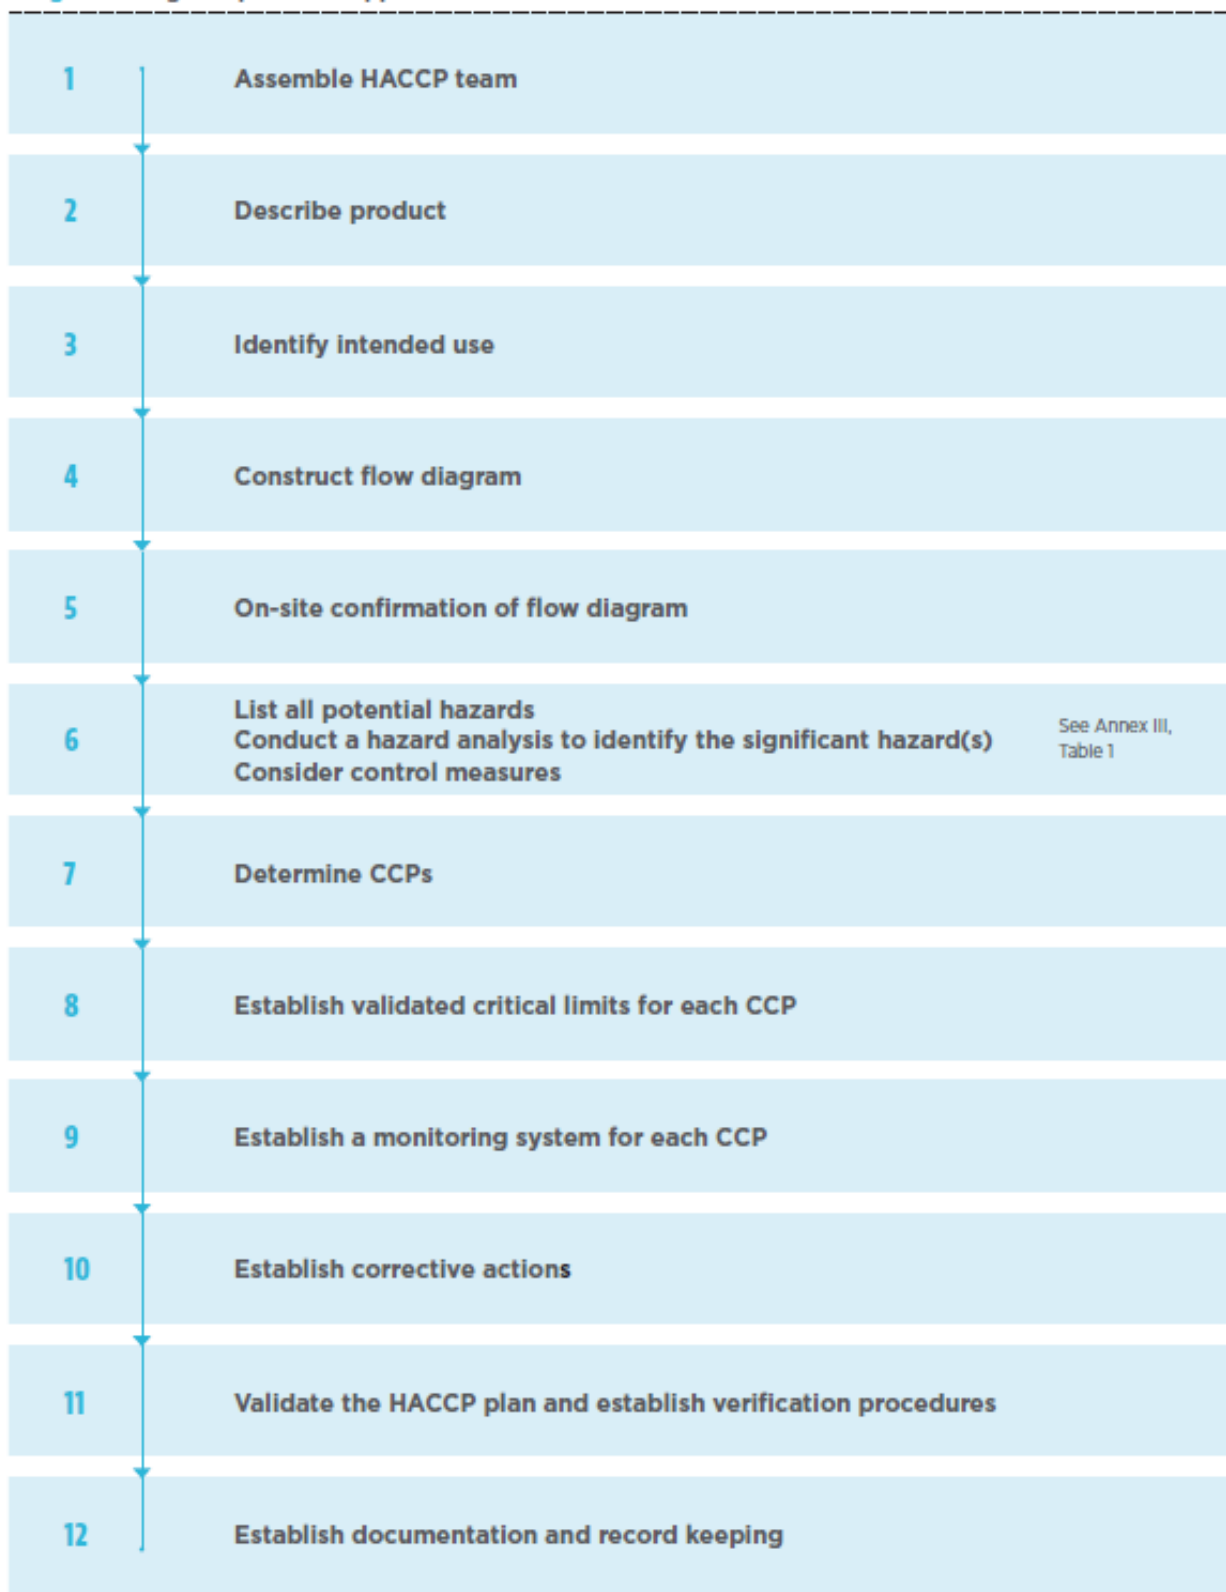 1 Assemble HACCP team
2 Describe product
3 Identify intended use
4 Construct flow diagram
5 On-site confirmation of flow diagram
List all potential hazards
6 Conduct a hazard analysis to identify the significant hazard(s)
Consider control measures
See Annex III,
Table 1
7 Determine CCPs
8 Establish validated critical limits for each CCP
9 Establish a monitoring system for each CCP
10 Establish corrective actions
11 Validate the HACCP plan and establish verification procedures
12 Establish documentation and record keeping